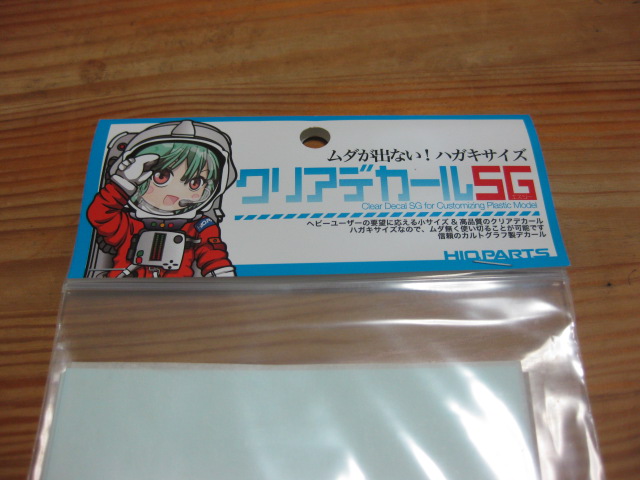 ムダが出ない！ハガキサイズ
クリアデカールSG
Clear Decal SG for Customizing Plastic Model
ヘビーユーザーの要望に応える小サイズ & 高品質のクリアデカール
ハガキサイズなので、ムダ無く使い切ることが可能です
信頼のカルトグラフ製デカール
HIQPARTS